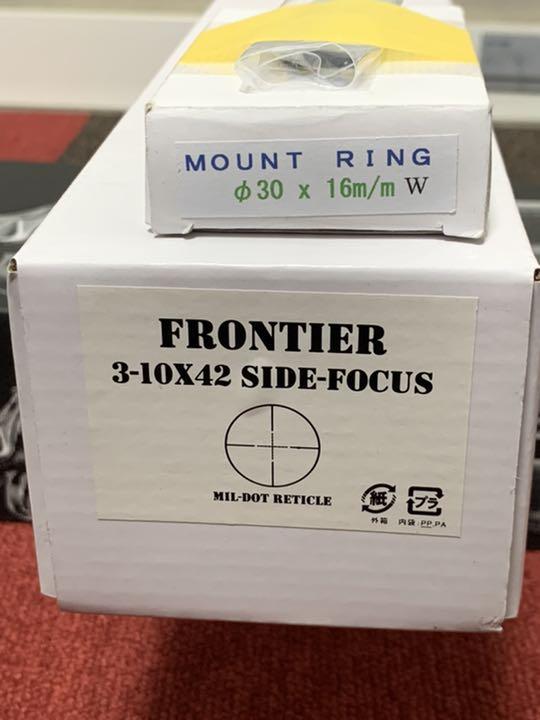 MOUNT RING
φ30 x 16m/m W
FRONTIER
3-10X42 SIDE-FOCUS
MIL-DOT RETICLE
紙 プラ
外箱 内袋:PP,PA